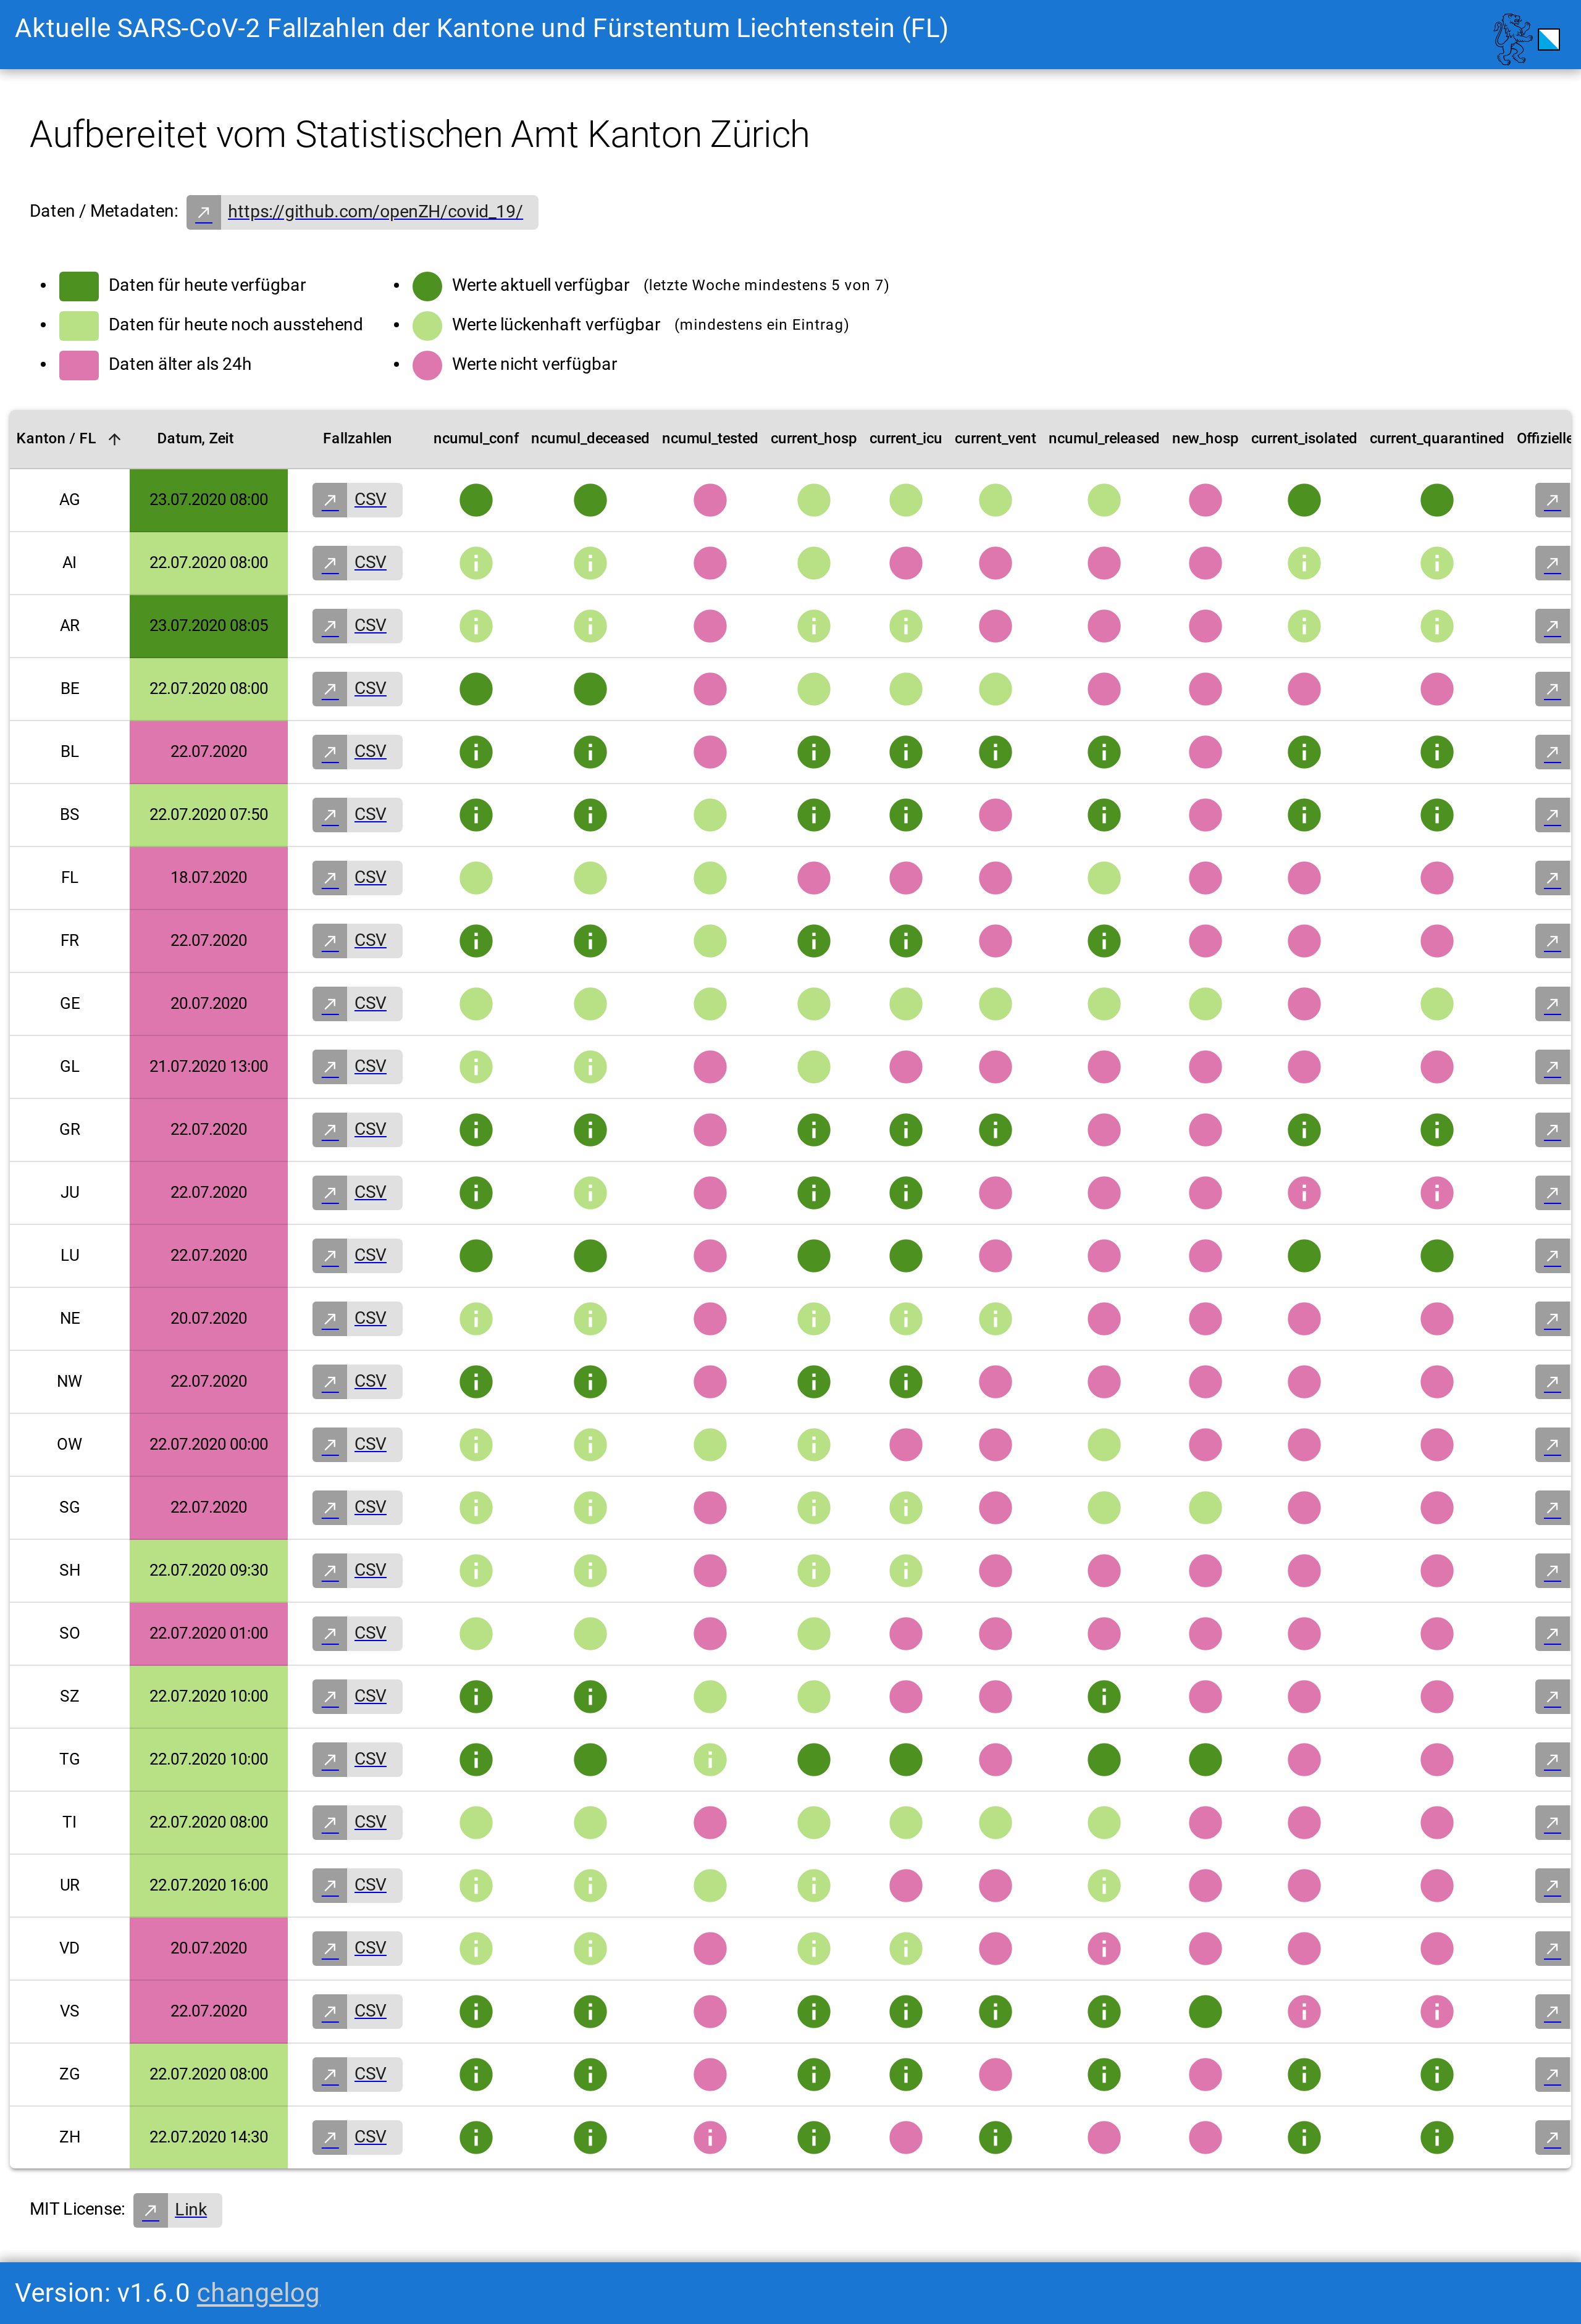 Aktuelle SARS-CoV-2 Fallzahlen der Kantone und Fürstentum Liechtenstein (FL)
Aufbereitet vom Statistischen Amt Kanton Zürich
Daten / Metadaten: https://github.com/openZH/covid_19/
Daten für heute verfügbar
Daten für heute noch ausstehend
Daten älter als 24h
Werte aktuell verfügbar (letzte Woche mindestens 5 von 7)
Werte lückenhaft verfügbar (mindestens ein Eintrag)
Werte nicht verfügbar
Kanton / FL Datum, Zeit Fallzahlen ncumul_conf ncumul_deceased ncumul_tested current_hosp current_icu current_vent ncumul_released new_hosp current_isolated current_quarantined Offizielle
AG 23.07.2020 08:00 CSV
AI 22.07.2020 08:00 CSV
AR 23.07.2020 08:05 CSV
BE 22.07.2020 08:00 CSV
BL 22.07.2020 CSV
BS 22.07.2020 07:50 CSV
FL 18.07.2020 CSV
FR 22.07.2020 CSV
GE 20.07.2020 CSV
GL 21.07.2020 13:00 CSV
GR 22.07.2020 CSV
JU 22.07.2020 CSV
LU 22.07.2020 CSV
NE 20.07.2020 CSV
NW 22.07.2020 CSV
OW 22.07.2020 00:00 CSV
SG 22.07.2020 CSV
SH 22.07.2020 09:30 CSV
SO 22.07.2020 01:00 CSV
SZ 22.07.2020 10:00 CSV
TG 22.07.2020 10:00 CSV
TI 22.07.2020 08:00 CSV
UR 22.07.2020 16:00 CSV
VD 20.07.2020 CSV
VS 22.07.2020 CSV
ZG 22.07.2020 08:00 CSV
ZH 22.07.2020 14:30 CSV
MIT License: Link
Version: v1.6.0 changelog